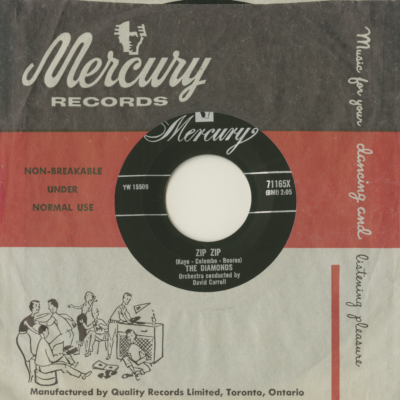 Mercury
RECORDS
Music for your dancing and listening pleasure
NON-BREAKABLE
UNDER
NORMAL USE
Mercury
YW 15509
71165X
(BMI) 2:05
ZIP ZIP
(Kaye - Colombo - Beares)
THE DIAMONDS
Orchestra conducted by
David Carroll
Manufactured by Quality Records Limited, Toronto, Ontario